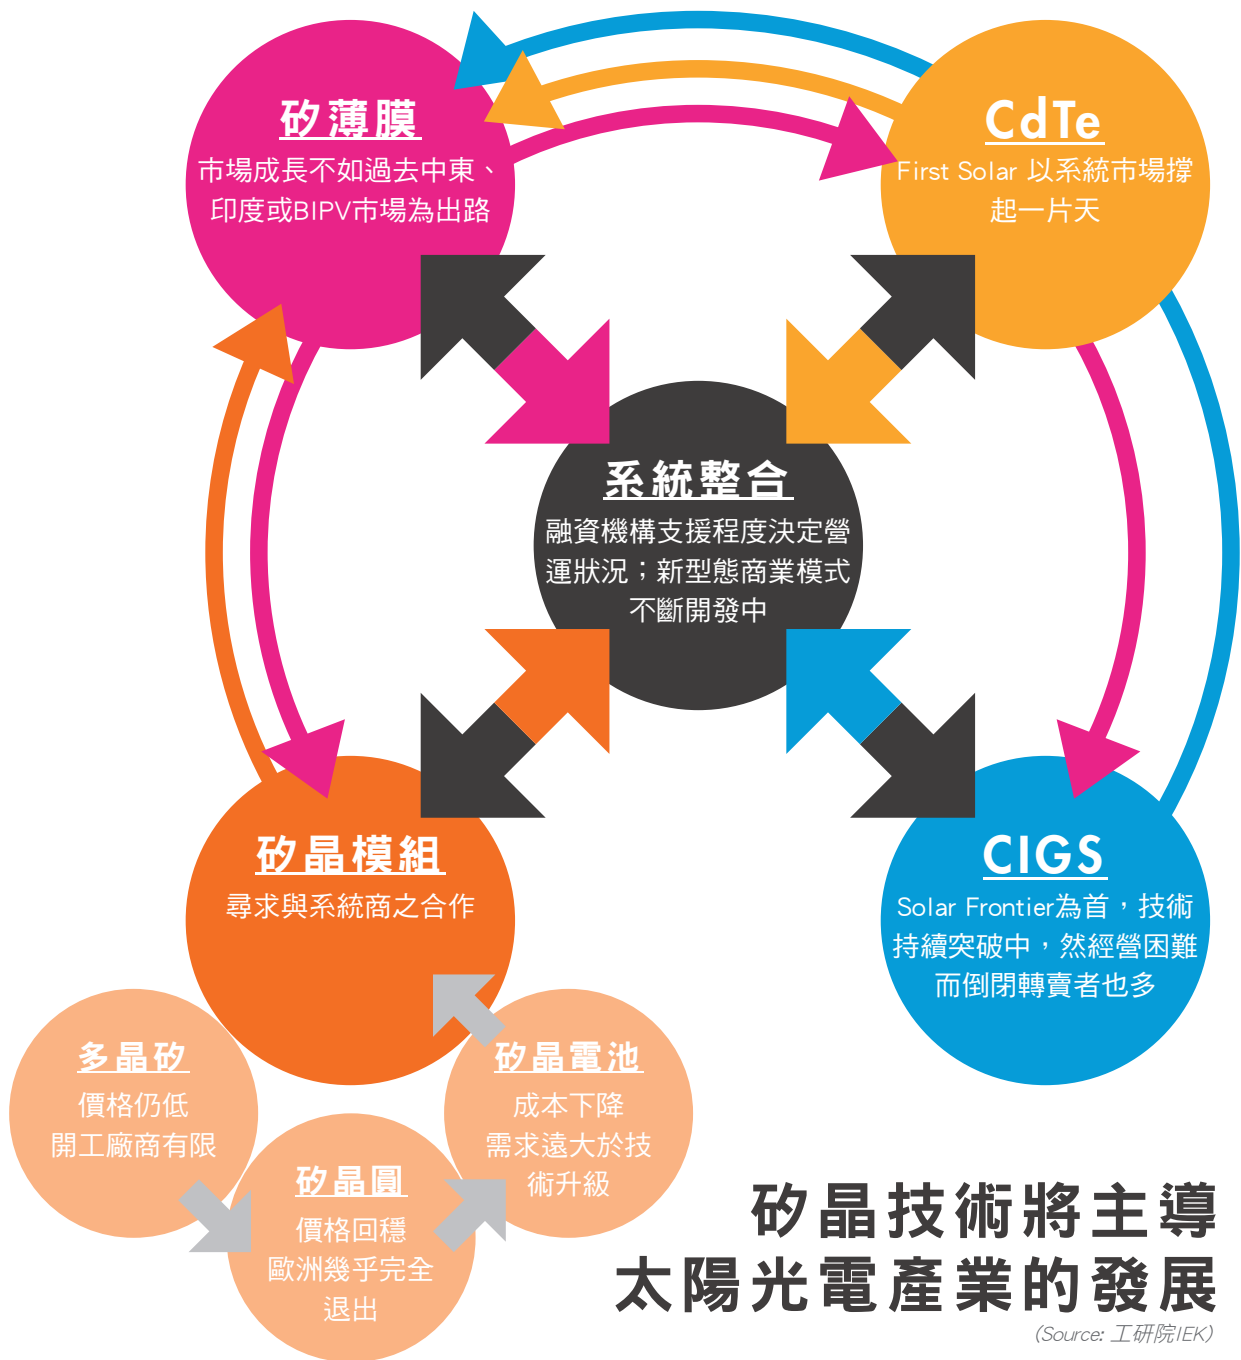 矽薄膜
市場成長不如過去中東、
印度或BIPV市場為出路
CdTe
First Solar 以系統市場撐
起一片天
系統整合
融資機構支援程度決定營
運狀況；新型態商業模式
不斷開發中
矽晶模組
尋求與系統商之合作
CIGS
Solar Frontier為首，技術
持續突破中，然經營困難
而倒閉轉賣者也多
多晶矽
價格仍低
開工廠商有限
矽晶圓
價格回穩
歐洲幾乎完全
退出
矽晶電池
成本下降
需求遠大於技
術升級
矽晶技術將主導
太陽光電產業的發展
(Source: 工研院IEK)